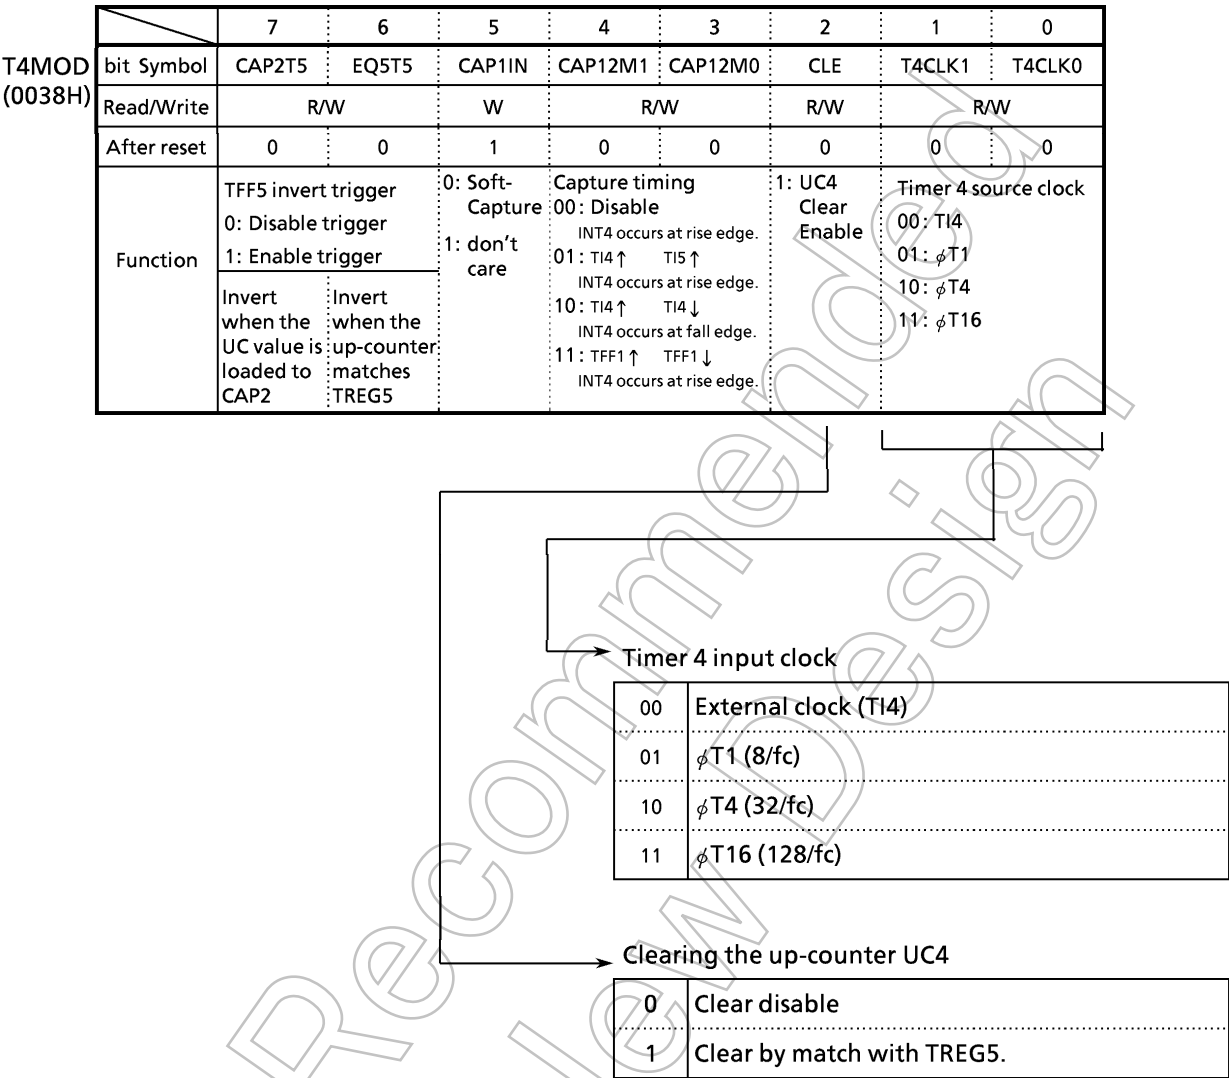 7 6 5 4 3 2 1 0
T4MOD
(0038H)
bit Symbol CAP2T5 EQ5T5 CAP1IN CAP12M1 CAP12M0 CLE T4CLK1 T4CLK0
Read/Write R/W W R/W R/W R/W
After reset 0 0 1 0 0 0 0 0
Function
TFF5 invert trigger
0: Disable trigger
1: Enable trigger
Invert
when the
UC value is
loaded to
CAP2
Invert
when the
up-counter
matches
TREG5
0: Soft-
Capture
1: don't
care
Capture timing
00: Disable
INT4 occurs at rise edge.
01: TI4↑ TI5↑
INT4 occurs at rise edge.
10: TI4↑ TI4↓
INT4 occurs at fall edge.
11: TFF1↑ TFF1↓
INT4 occurs at rise edge.
1: UC4
Clear
Enable
Timer 4 source clock
00: TI4
01: φT1
10: φT4
11: φT16
Timer 4 input clock
00 External clock (TI4)
01 φT1 (8/fc)
10 φT4 (32/fc)
11 φT16 (128/fc)
Clearing the up-counter UC4
0 Clear disable
1 Clear by match with TREG5.
Recommended
ew Design